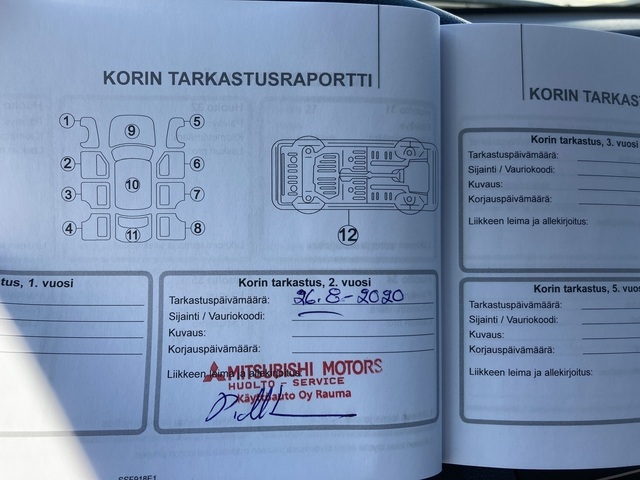 KORIN TARKASTUSRAPORTTI
1
9
5
2
10
6
3
7
4
11
8
12
tus, 1. vuosi
Korin tarkastus, 2. vuosi
Tarkastuspäivämäärä: 26.8-2020
Sijainti / Vauriokoodi:
Kuvaus:
Korjauspäivämäärä:
Liikkeen leima ja allekirjoitus:
MITSUBISHI MOTORS
HUOLTO - SERVICE
Käyttöauto Oy Rauma
SSF918E1
KORIN TARKAS
Korin tarkastus, 3. vuosi
Tarkastuspäivämäärä:
Sijainti / Vauriokoodi:
Kuvaus:
Korjauspäivämäärä:
Liikkeen leima ja allekirjoitus:
Korin tarkastus, 5. vuo
Tarkastuspäivämäärä:
Sijainti / Vauriokoodi:
Kuvaus:
Korjauspäivämäärä:
Liikkeen leima ja allekirjoitus: